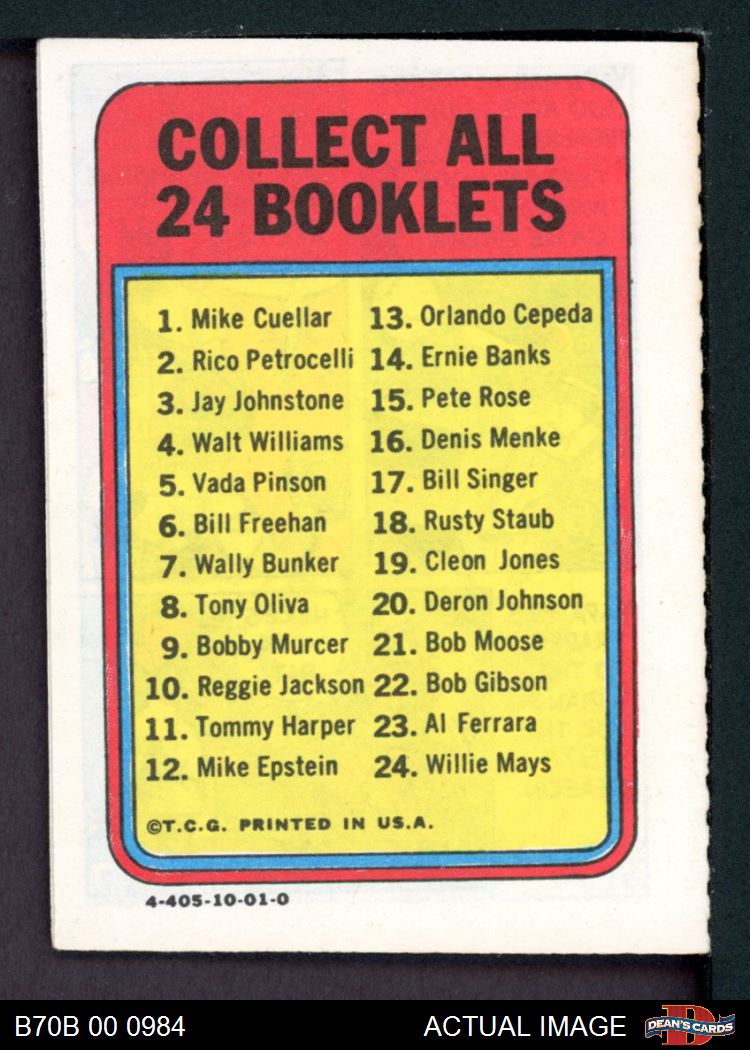 COLLECT ALL
24 BOOKLETS
1. Mike Cuellar
2. Rico Petrocelli
3. Jay Johnstone
4. Walt Williams
5. Vada Pinson
6. Bill Freehan
7. Wally Bunker
8. Tony Oliva
9. Bobby Murcer
10. Reggie Jackson
11. Tommy Harper
12. Mike Epstein
13. Orlando Cepeda
14. Ernie Banks
15. Pete Rose
16. Denis Menke
17. Bill Singer
18. Rusty Staub
19. Cleon Jones
20. Deron Johnson
21. Bob Moose
22. Bob Gibson
23. Al Ferrara
24. Willie Mays
©T.C.G. PRINTED IN U.S.A.
4-405-10-01-0
B70B 00 0984
ACTUAL IMAGE
DEAN'S CARDS